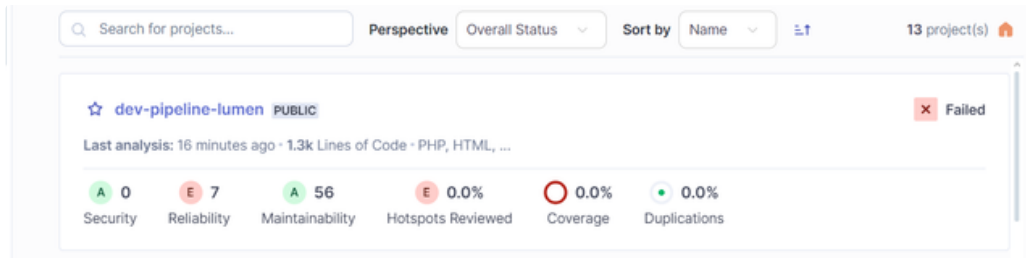 Search for projects... Perspective Overall Status Sort by Name 13 project(s)
dev-pipeline-lumen PUBLIC Failed
Last analysis: 16 minutes ago · 1.3k Lines of Code · PHP, HTML, ...
A 0 E 7 A 56 E 0.0% 0.0% 0.0%
Security Reliability Maintainability Hotspots Reviewed Coverage Duplications